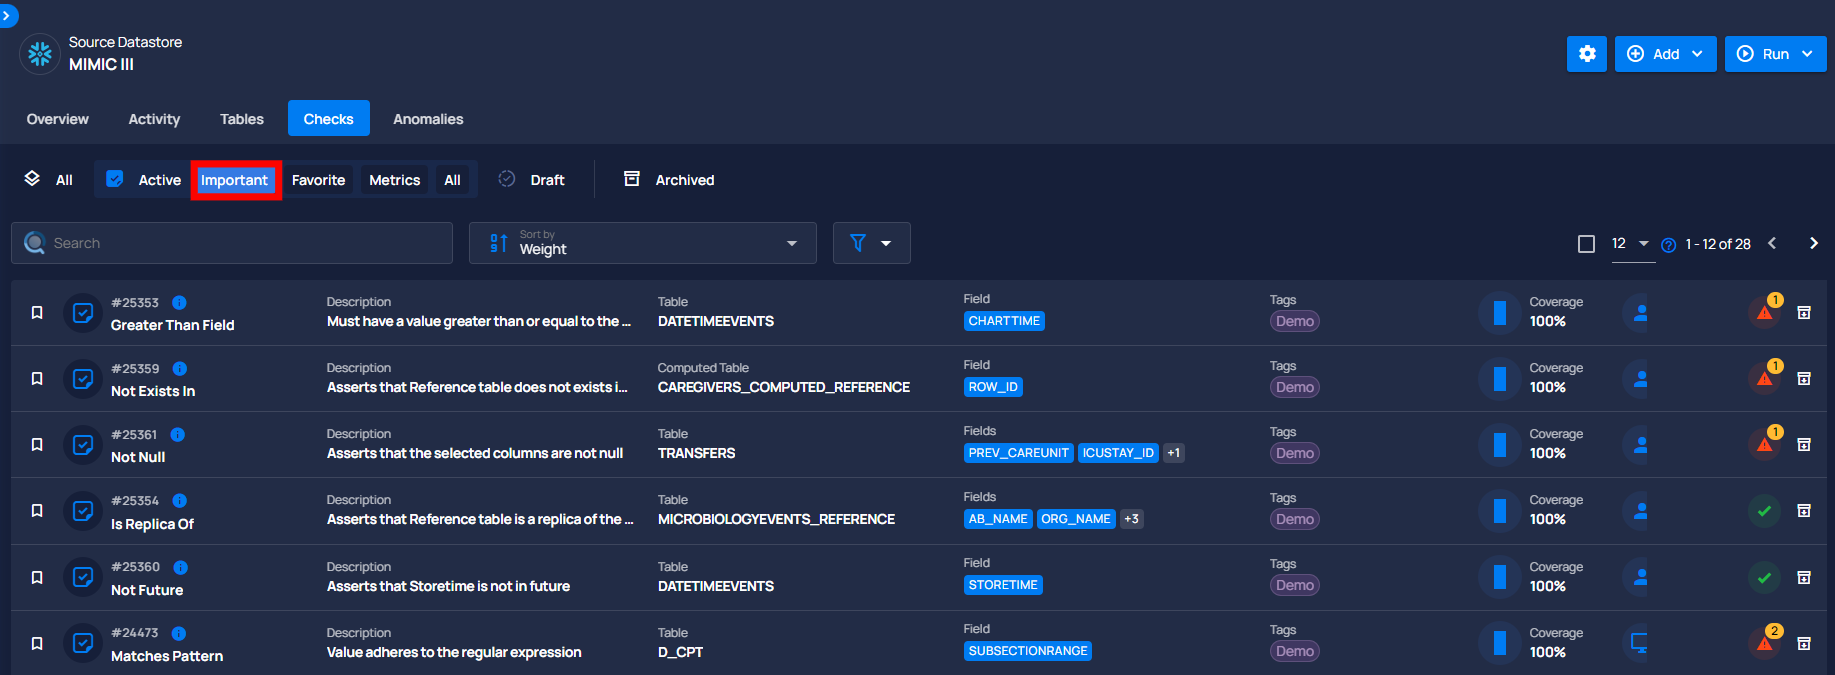 Source Datastore
MIMIC III
Add
Run
Overview Activity Tables Checks Anomalies
All Active Important Favorite Metrics All Draft Archived
Search
Sort by
Weight
12 1 - 12 of 28
#25353
Greater Than Field
Description
Must have a value greater than or equal to the ...
Table
DATETIMEEVENTS
Field
CHARTTIME
Tags
Demo
Coverage
100%
1
#25359
Not Exists In
Description
Asserts that Reference table does not exists i...
Computed Table
CAREGIVERS_COMPUTED_REFERENCE
Field
ROW_ID
Tags
Demo
Coverage
100%
1
#25361
Not Null
Description
Asserts that the selected columns are not null
Table
TRANSFERS
Fields
PREV_CAREUNIT ICUSTAY_ID +1
Tags
Demo
Coverage
100%
1
#25354
Is Replica Of
Description
Asserts that Reference table is a replica of the ...
Table
MICROBIOLOGYEVENTS_REFERENCE
Fields
AB_NAME ORG_NAME +3
Tags
Demo
Coverage
100%
#25360
Not Future
Description
Asserts that Storetime is not in future
Table
DATETIMEEVENTS
Field
STORETIME
Tags
Demo
Coverage
100%
#24473
Matches Pattern
Description
Value adheres to the regular expression
Table
D_CPT
Field
SUBSECTIONRANGE
Tags
Demo
Coverage
100%
2